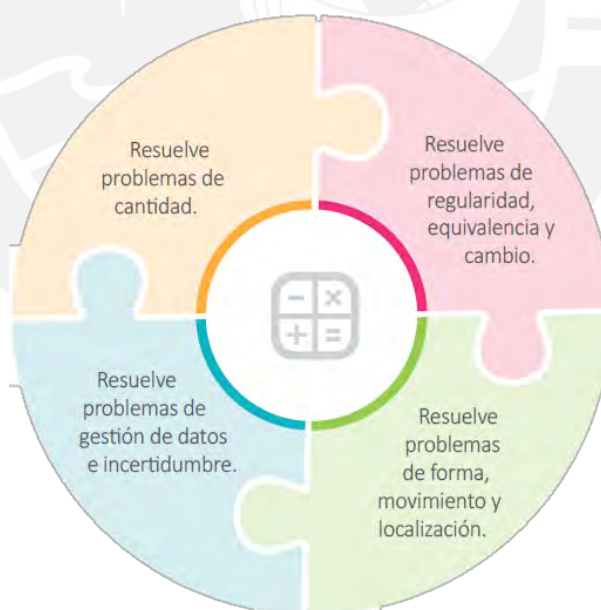 Resuelve
problemas de
cantidad.
Resuelve
problemas de
regularidad,
equivalencia y
cambio.
Resuelve
problemas de
gestión de datos
e incertidumbre.
Resuelve
problemas
de forma,
movimiento y
localización.